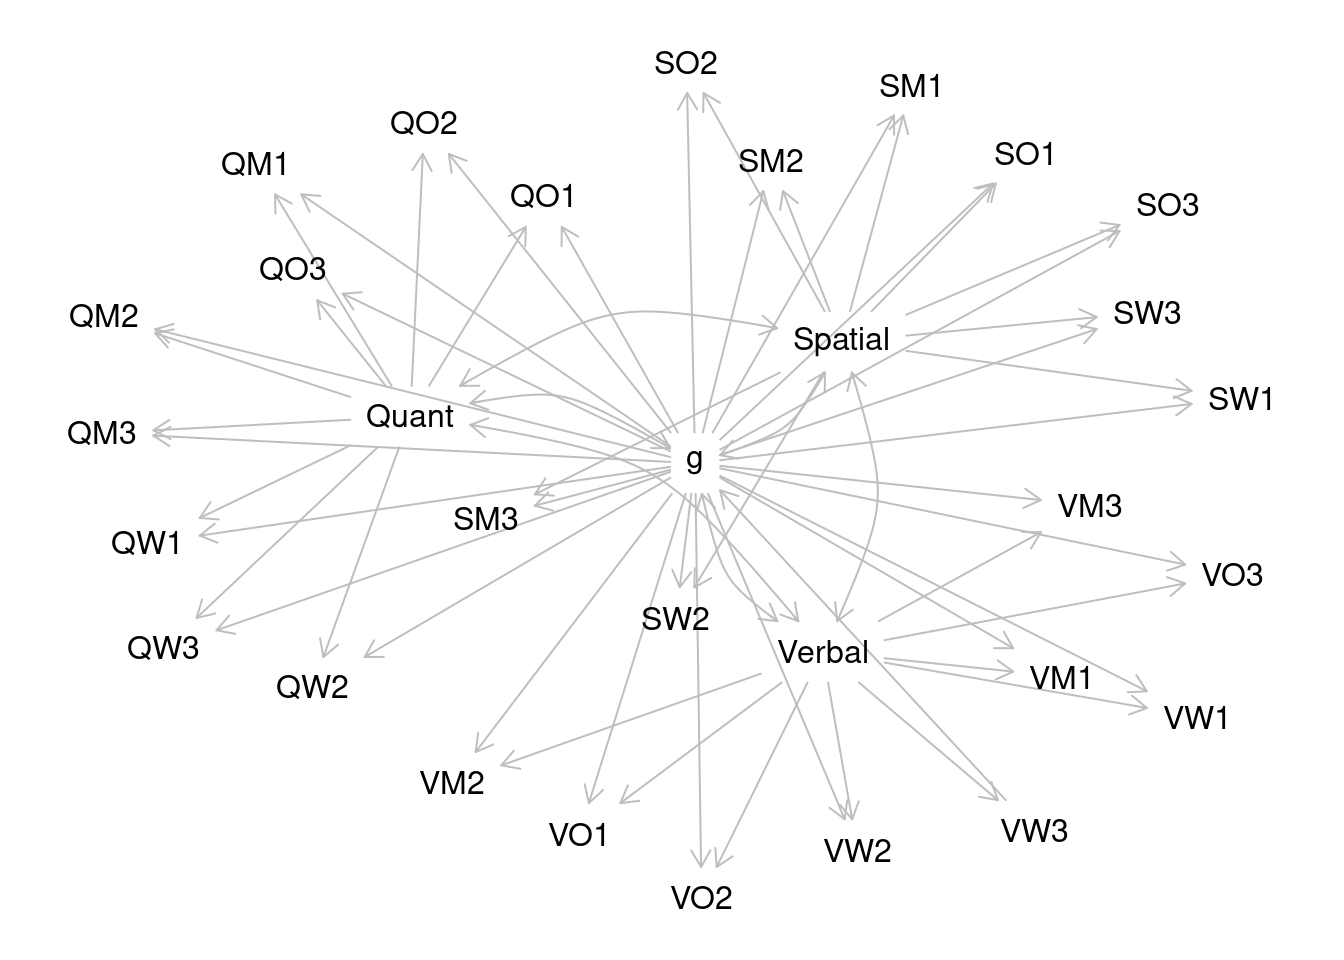 SO2
SM1
QO2
SO1
SM2
QM1
QO1
SO3
QO3
SW3
QM2
Spatial
SW1
Quant
QM3
g
VM3
SM3
QW1
VO3
SW2
QW3
Verbal
VM1
QW2
VW1
VM2
VW3
VO1
VW2
VO2